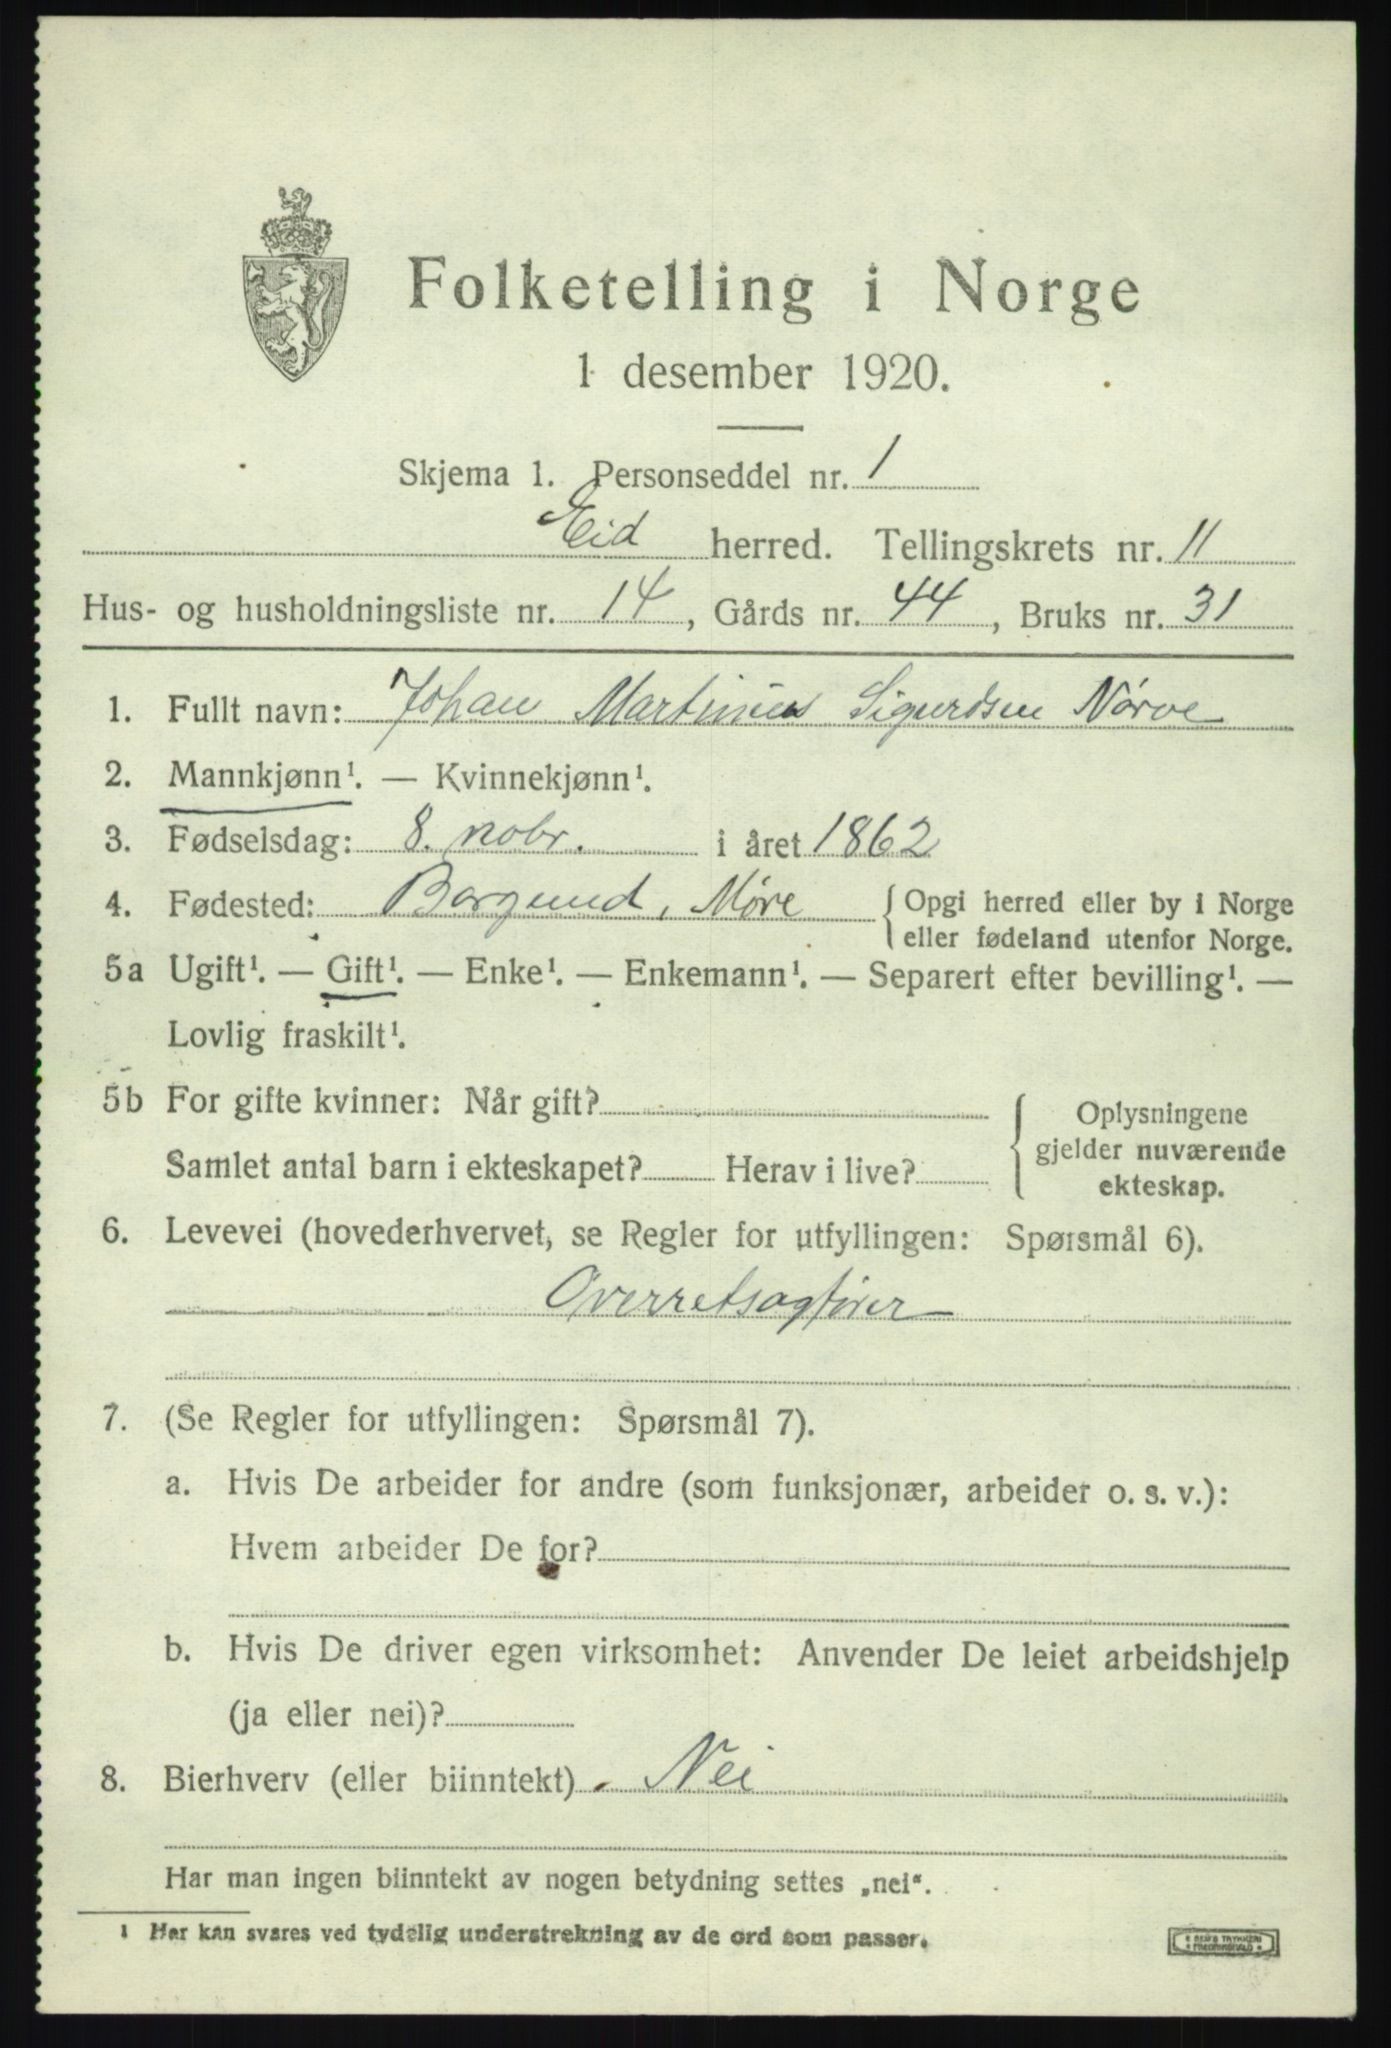 Folketelling i Norge
1 desember 1920.
Skjema 1. Personseddel nr. 1
Eid herred. Tellingskrets nr. 11
Hus- og husholdningsliste nr. 14, Gårds nr. 44, Bruks nr. 31
1. Fullt navn: Johan Martinus Sigurdsen Nørve
2. Mannkjønn¹. — Kvinnekjønn¹.
3. Fødselsdag: 8. nobr. i året 1862
4. Fødested: Borgund, Møre { Opgi herred eller by i Norge
eller fødeland utenfor Norge.
5a Ugift¹. — Gift¹. — Enke¹. — Enkemann¹. — Separert efter bevilling¹. —
Lovlig fraskilt¹.
5b For gifte kvinner: Når gift?
Samlet antal barn i ekteskapet? Herav i live?
{ Oplysningene
gjelder nuværende
ekteskap.
6. Levevei (hovederhvervet, se Regler for utfyllingen: Spørsmål 6).
Overretsagfører
7. (Se Regler for utfyllingen: Spørsmål 7).
a. Hvis De arbeider for andre (som funksjonær, arbeider o. s. v.):
Hvem arbeider De for?
b. Hvis De driver egen virksomhet: Anvender De leiet arbeidshjelp
(ja eller nei)?
8. Bierhverv (eller biinntekt) Nei
Har man ingen biinntekt av nogen betydning settes „nei“.
1 Her kan svares ved tydelig understrekning av de ord som passer.